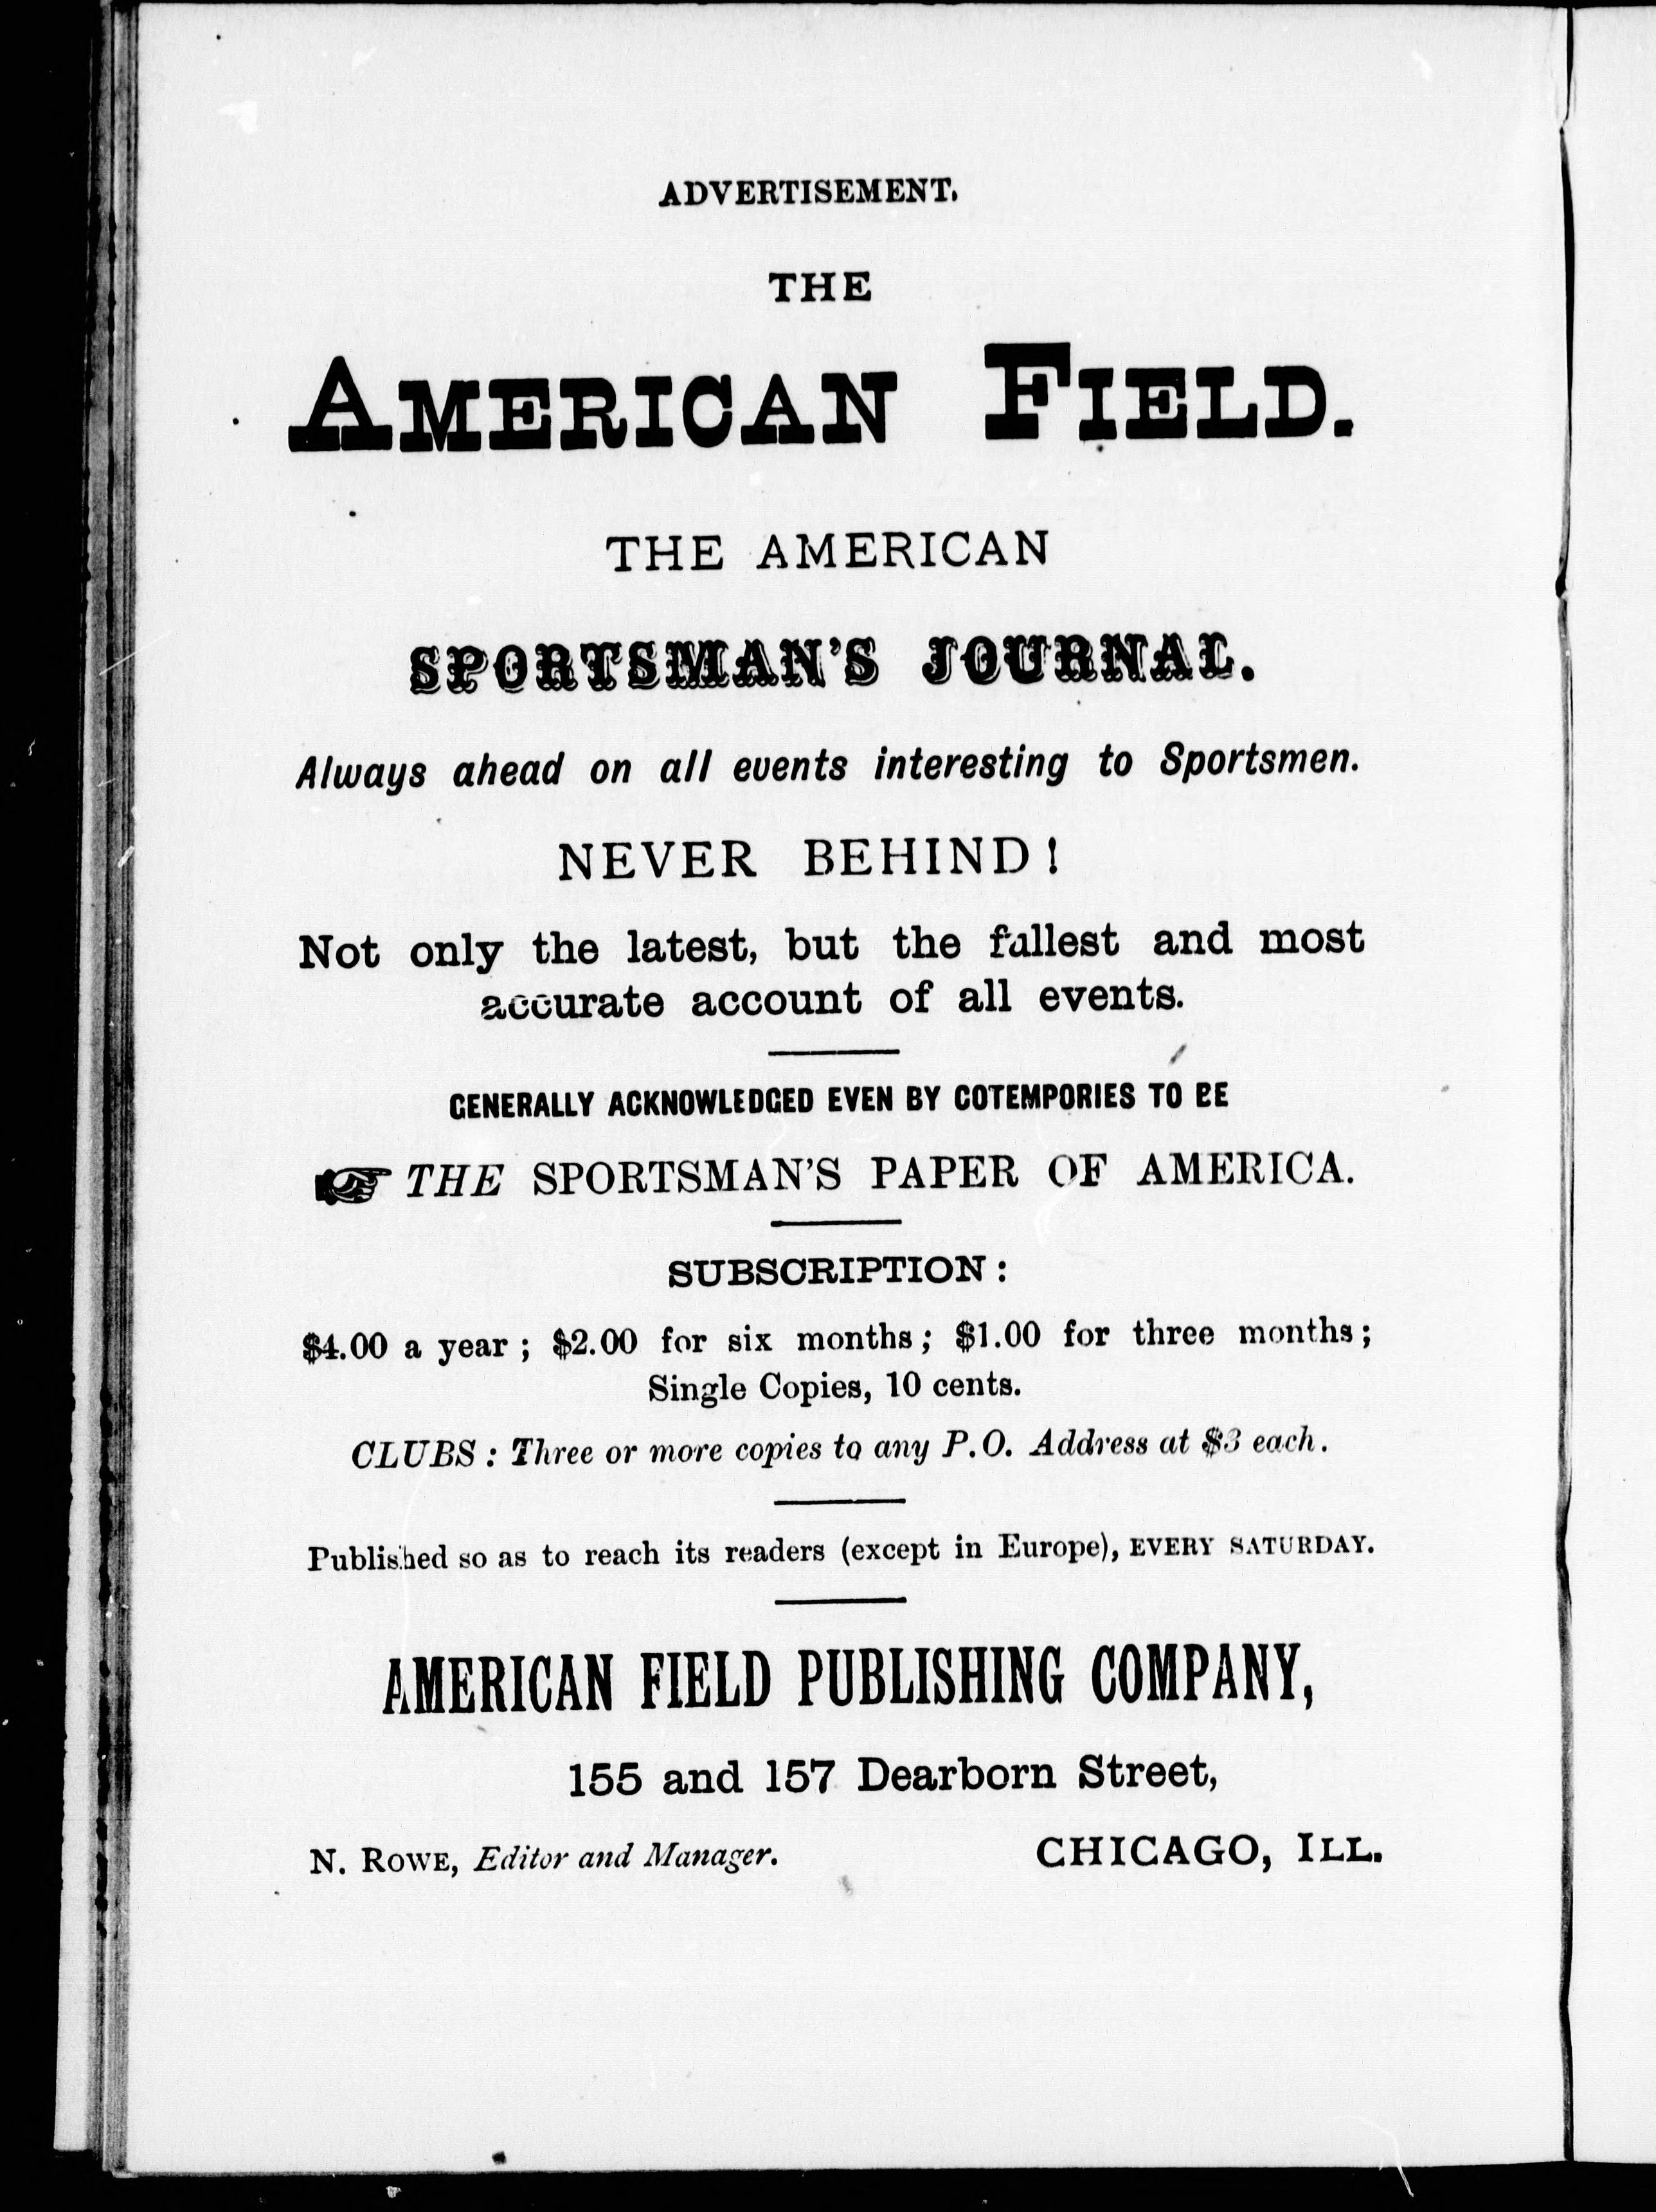 ADVERTISEMENT.
THE
AMERICAN FIELD.
THE AMERICAN
SPORTSMAN'S JOURNAL.
Always ahead on all events interesting to Sportsmen.
NEVER BEHIND!
Not only the latest, but the fullest and most
accurate account of all events.
GENERALLY ACKNOWLEDGED EVEN BY COTEMPORIES TO BE
☞ THE SPORTSMAN'S PAPER OF AMERICA.
SUBSCRIPTION:
$4.00 a year; $2.00 for six months; $1.00 for three months;
Single Copies, 10 cents.
CLUBS: Three or more copies to any P.O. Address at $3 each.
Published so as to reach its readers (except in Europe), EVERY SATURDAY.
AMERICAN FIELD PUBLISHING COMPANY,
155 and 157 Dearborn Street,
N. ROWE, Editor and Manager. CHICAGO, ILL.